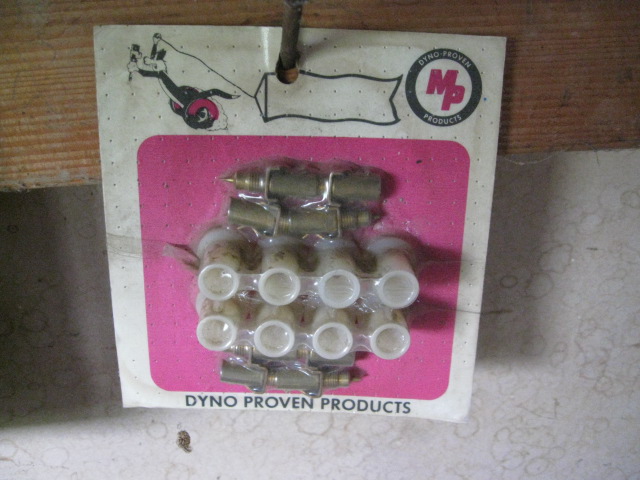 DYNO-PROVEN
MP
PRODUCTS
DYNO PROVEN PRODUCTS